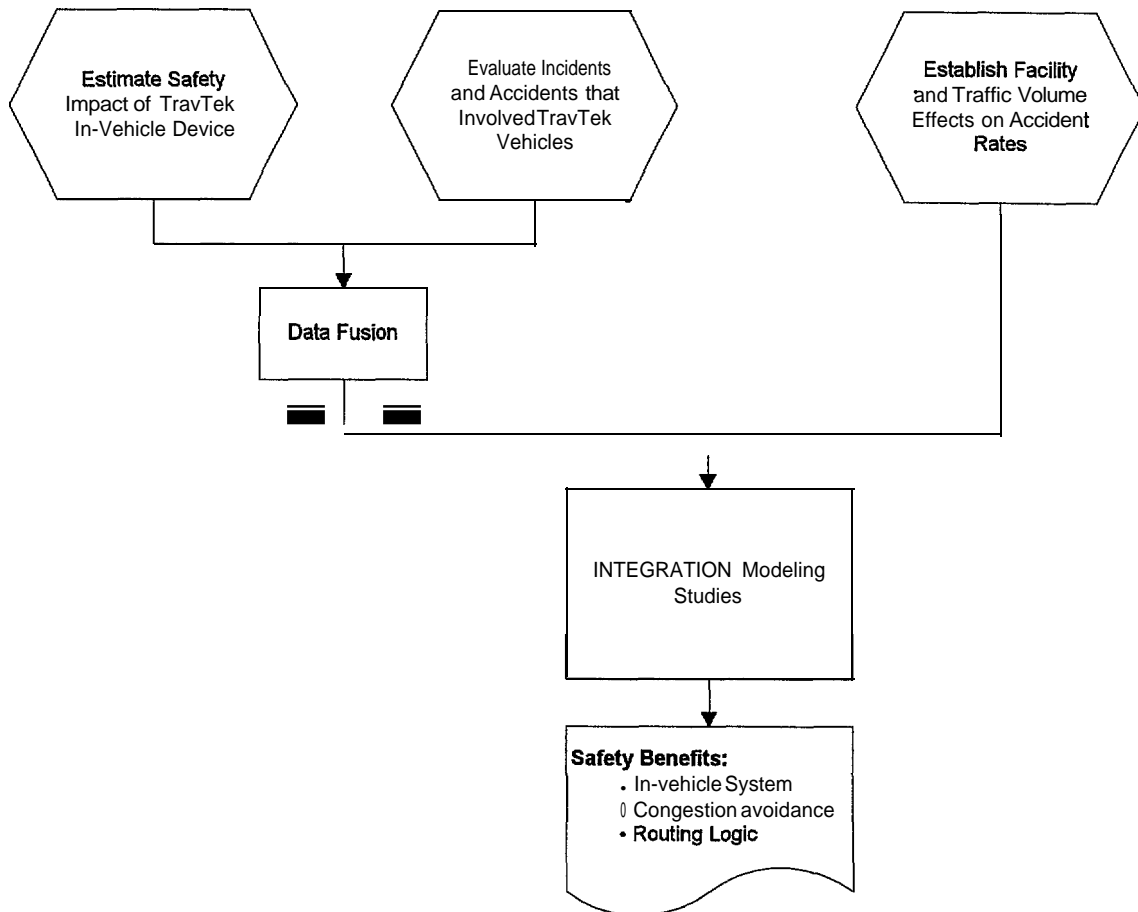 Estimate Safety
Impact of TravTek
In-Vehicle Device
Evaluate Incidents
and Accidents that
InvolvedTravTek
Vehicles
Establish Facility
and Traffic Volume
Effects on Accident
Rates
Data Fusion
INTEGRATION Modeling
Studies
Safety Benefits:
. In-vehicle System
0 Congestion avoidance
• Routing Logic